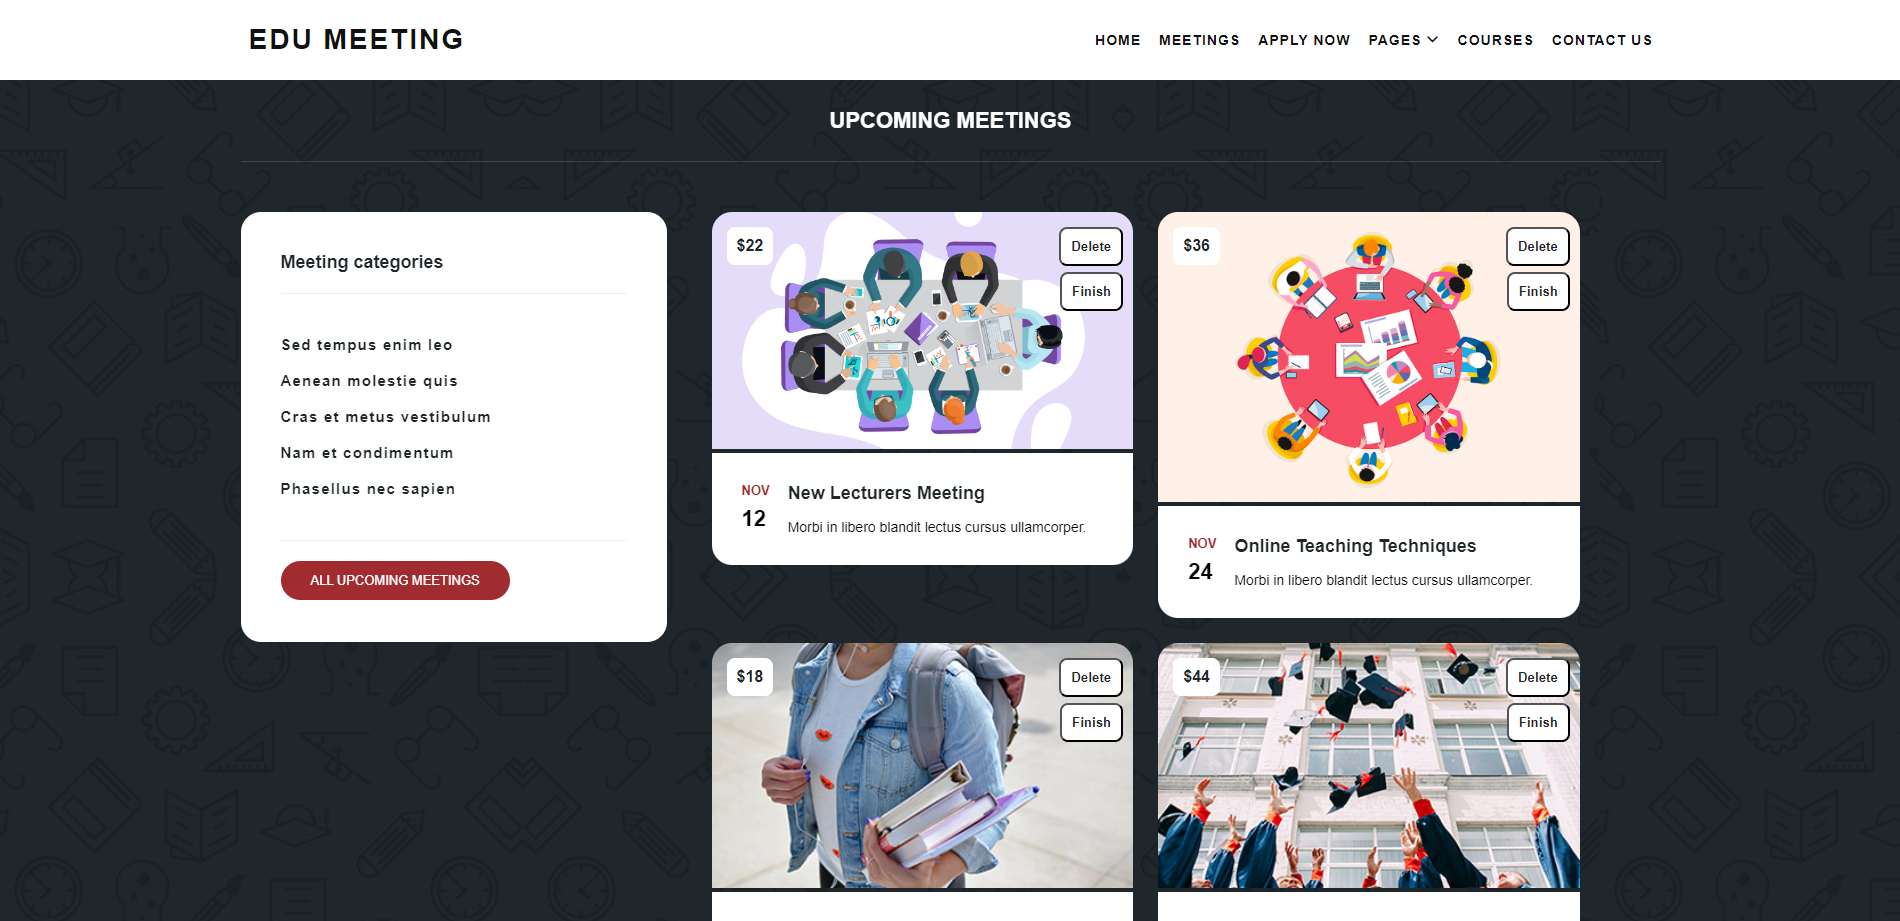 EDU MEETING
HOME MEETINGS APPLY NOW PAGES COURSES CONTACT US
UPCOMING MEETINGS
Meeting categories
Sed tempus enim leo
Aenean molestie quis
Cras et metus vestibulum
Nam et condimentum
Phasellus nec sapien
ALL UPCOMING MEETINGS
$22
Delete
Finish
NOV
12
New Lecturers Meeting
Morbi in libero blandit lectus cursus ullamcorper.
$36
Delete
Finish
NOV
24
Online Teaching Techniques
Morbi in libero blandit lectus cursus ullamcorper.
$18
Delete
Finish
$44
Delete
Finish